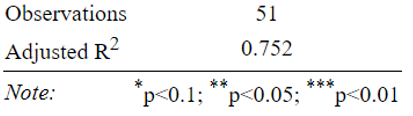 Observations 51
Adjusted R² 0.752
Note: *p<0.1; **p<0.05; ***p<0.01